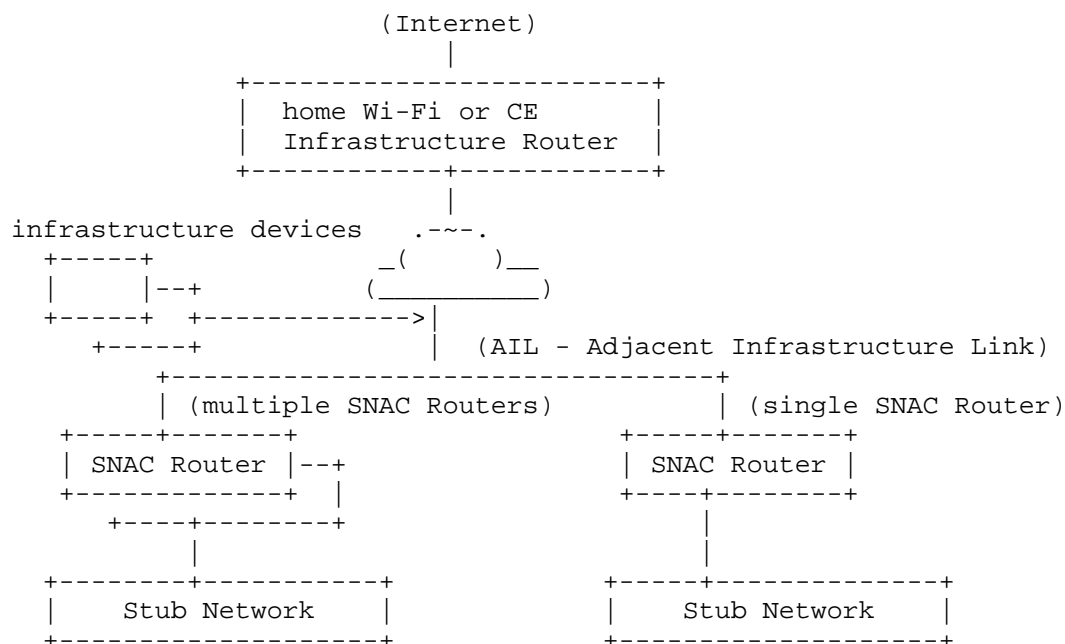 (Internet)
home Wi-Fi or CE
Infrastructure Router
infrastructure devices
(AIL - Adjacent Infrastructure Link)
(multiple SNAC Routers) (single SNAC Router)
SNAC Router SNAC Router
Stub Network Stub Network